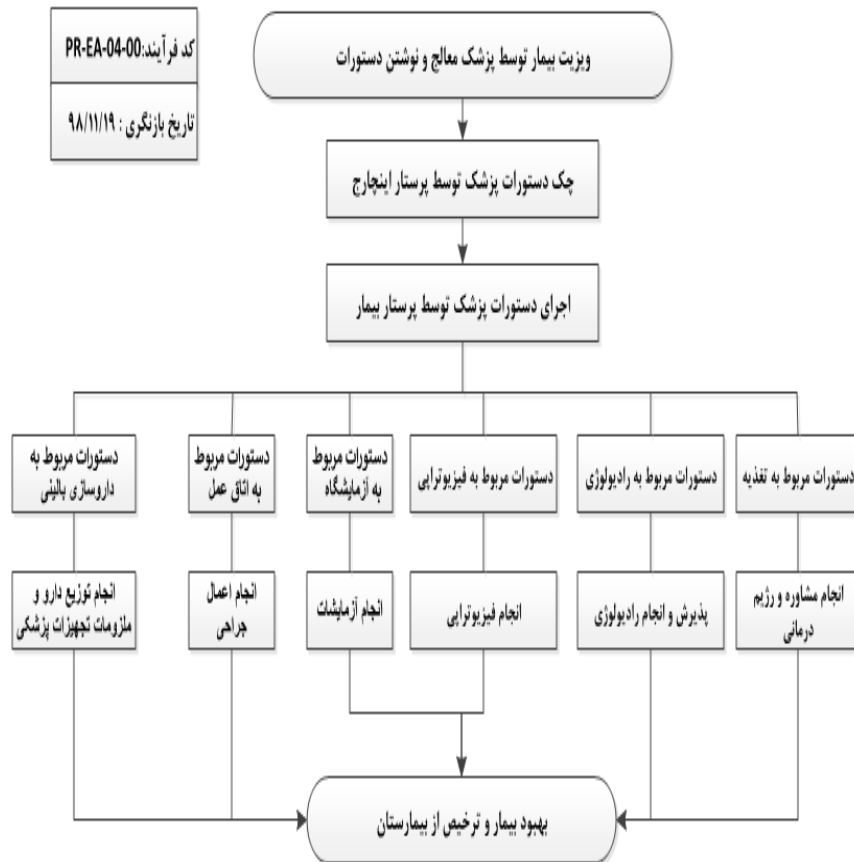 کد فرآیند:PR-EA-04-00
تاریخ بازنگری : ۹۸/۱۱/۱۹
ویزیت بیمار توسط پزشک معالج و نوشتن دستورات
چک دستورات پزشک توسط پرستار اینچارج
اجرای دستورات پزشک توسط پرستار بیمار
دستورات مربوط به تغذیه
دستورات مربوط به رادیولوژی
دستورات مربوط به فیزیوتراپی
دستورات مربوط
به آزمایشگاه
دستورات مربوط
به اتاق عمل
دستورات مربوط به
داروسازی بالینی
انجام مشاوره و رژیم
درمانی
پذیرش و انجام رادیولوژی
انجام فیزیوتراپی
انجام آزمایشات
انجام اعمال
جراحی
انجام توزیع دارو و
ملزومات تجهیزات پزشکی
بهبود بیمار و ترخیص از بیمارستان